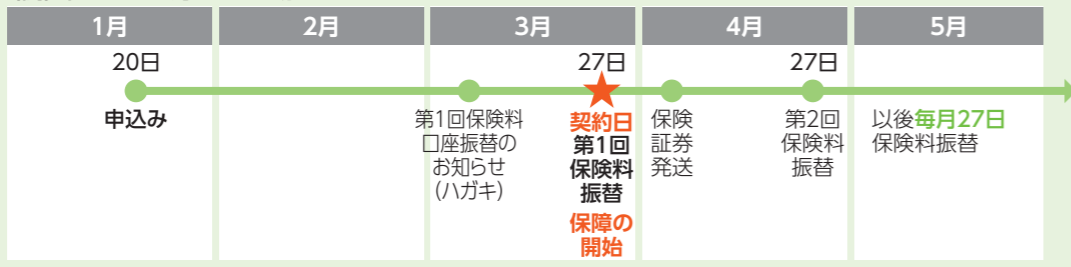 1月
2月
3月
4月
5月
20日
27日
27日
申込み
第1回保険料
口座振替の
お知らせ
(ハガキ)
契約日
第1回
保険料
振替
保障の
開始
保険
証券
発送
第2回
保険料
振替
以後毎月27日
保険料振替